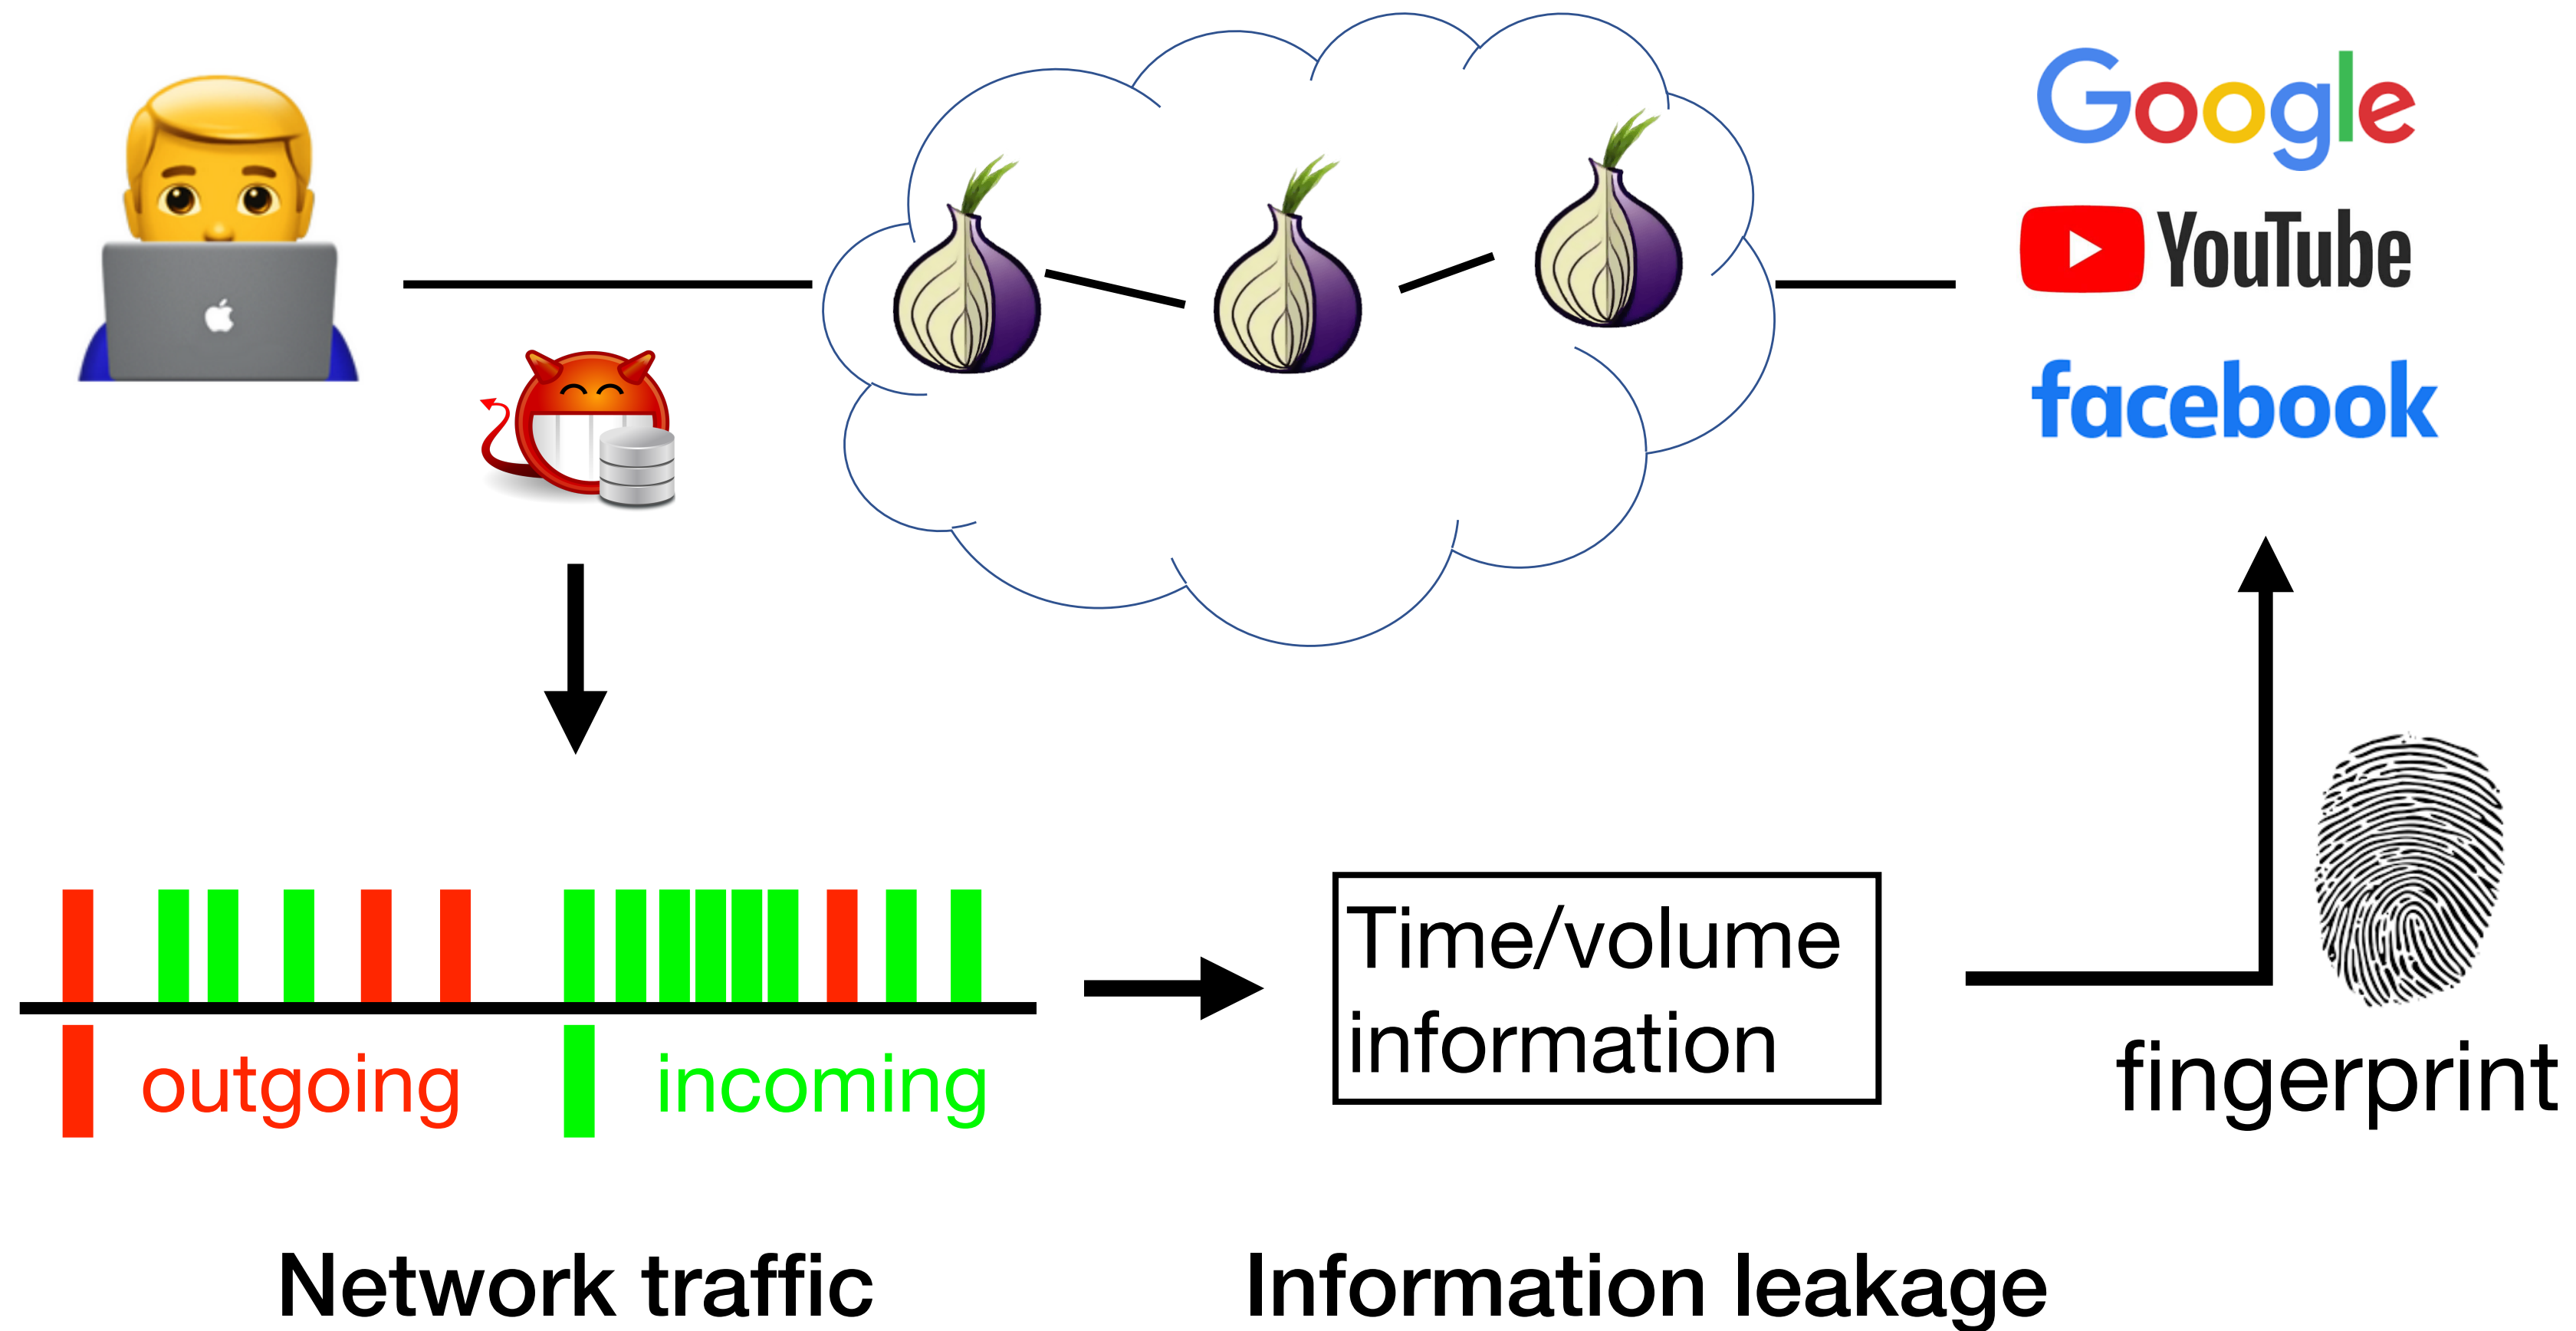 Google
YouTube
facebook
Time/volume
information
outgoing
incoming
fingerprint
Network traffic
Information leakage